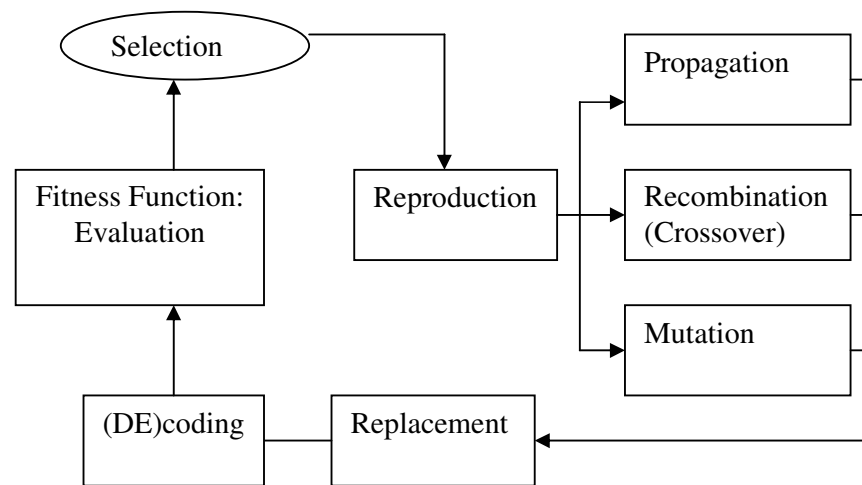 Selection
Propagation
Fitness Function:
Evaluation
Reproduction
Recombination
(Crossover)
Mutation
(DE)coding
Replacement